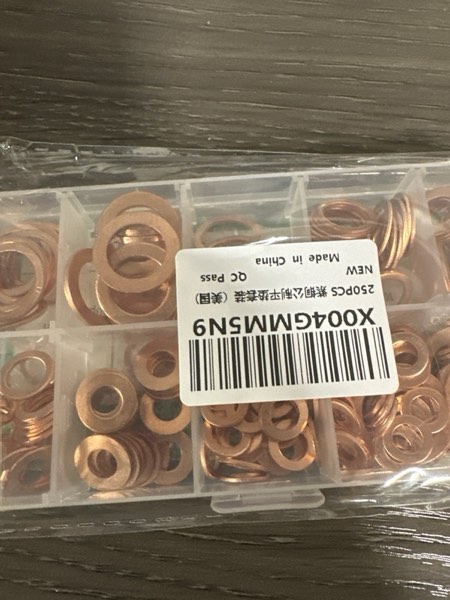 X004GMM5N9
250PCS 紫铜公制平垫套装（美国）
NEW
QC Pass
Made in China